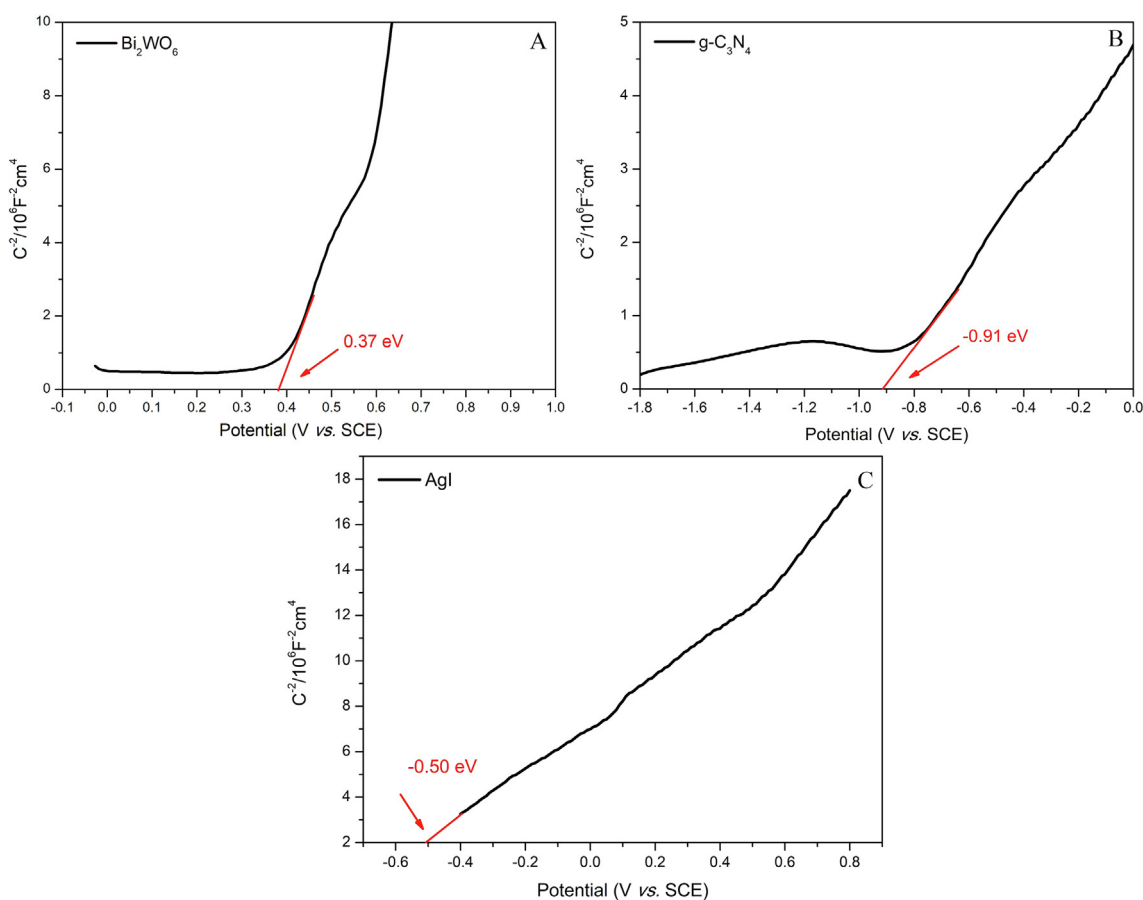 Bi₂WO₆
A
10
8
6
4
2
0
C⁻²/10⁶F⁻²cm⁴
0.37 eV
-0.1 0.0 0.1 0.2 0.3 0.4 0.5 0.6 0.7 0.8 0.9 1.0
Potential (V vs. SCE)
g-C₃N₄
B
5
4
3
2
1
0
C⁻²/10⁶F⁻²cm⁴
-0.91 eV
-1.8 -1.6 -1.4 -1.2 -1.0 -0.8 -0.6 -0.4 -0.2 0.0
Potential (V vs. SCE)
AgI
C
18
16
14
12
10
8
6
4
2
C⁻²/10⁶F⁻²cm⁴
-0.50 eV
-0.6 -0.4 -0.2 0.0 0.2 0.4 0.6 0.8
Potential (V vs. SCE)